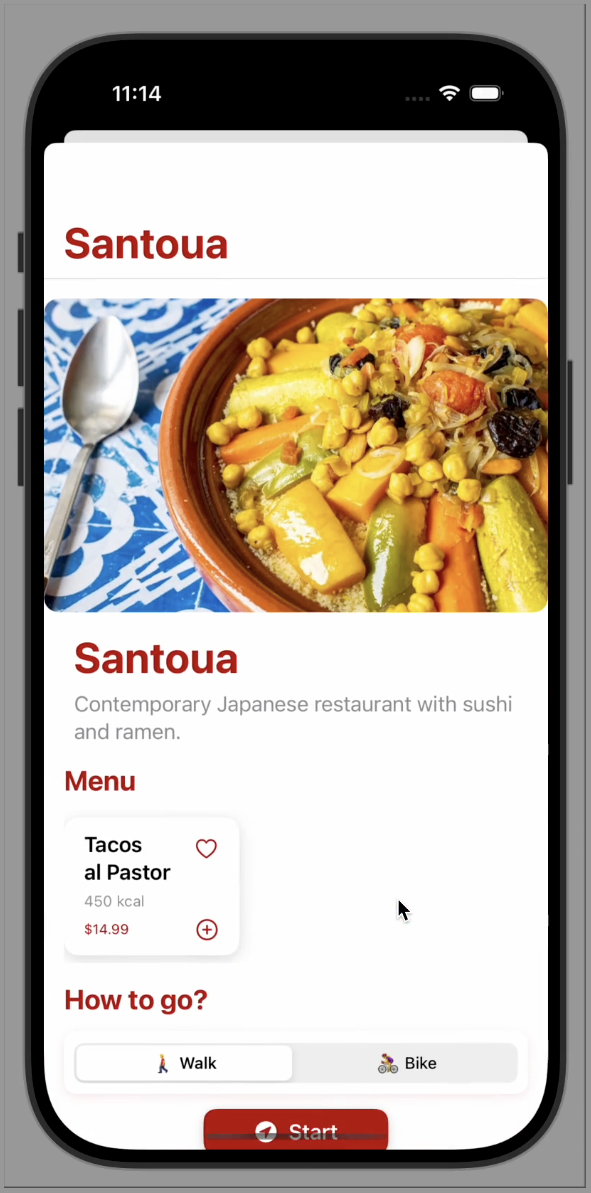 11:14
Santoua
Santoua
Contemporary Japanese restaurant with sushi
and ramen.
Menu
Tacos
al Pastor
450 kcal
$14.99
How to go?
Walk
Bike
Start